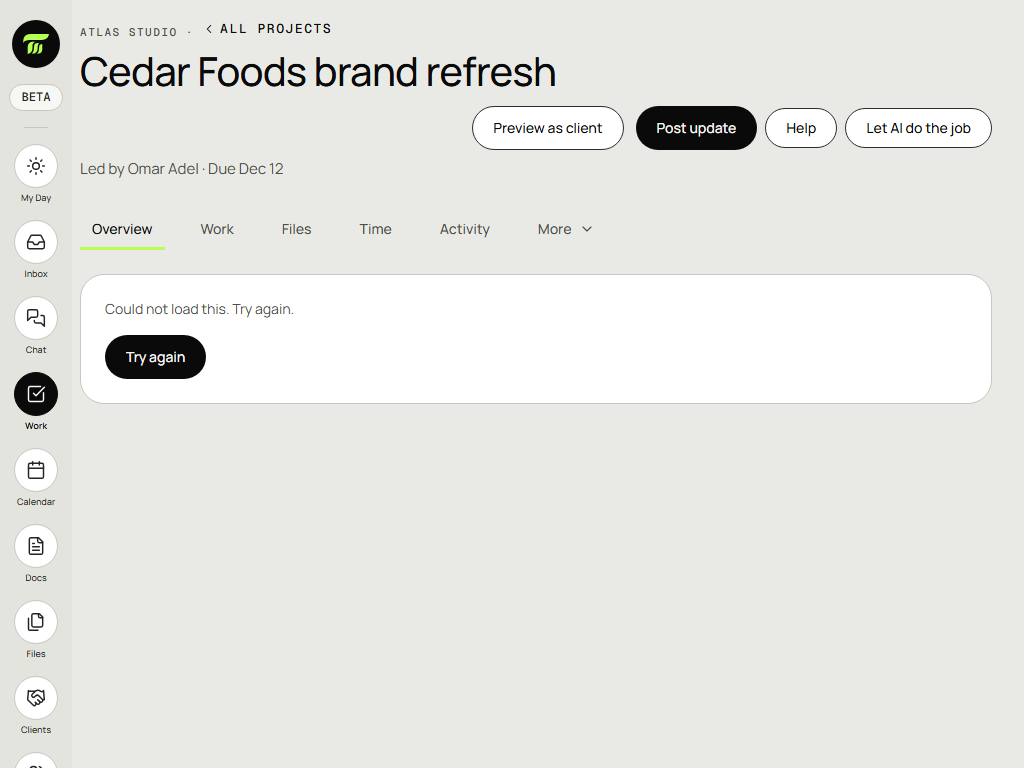 ATLAS STUDIO · ALL PROJECTS
Cedar Foods brand refresh
BETA
Preview as client
Post update
Help
Let AI do the job
Led by Omar Adel · Due Dec 12
My Day
Inbox
Chat
Work
Calendar
Docs
Files
Clients
Overview
Work
Files
Time
Activity
More
Could not load this. Try again.
Try again